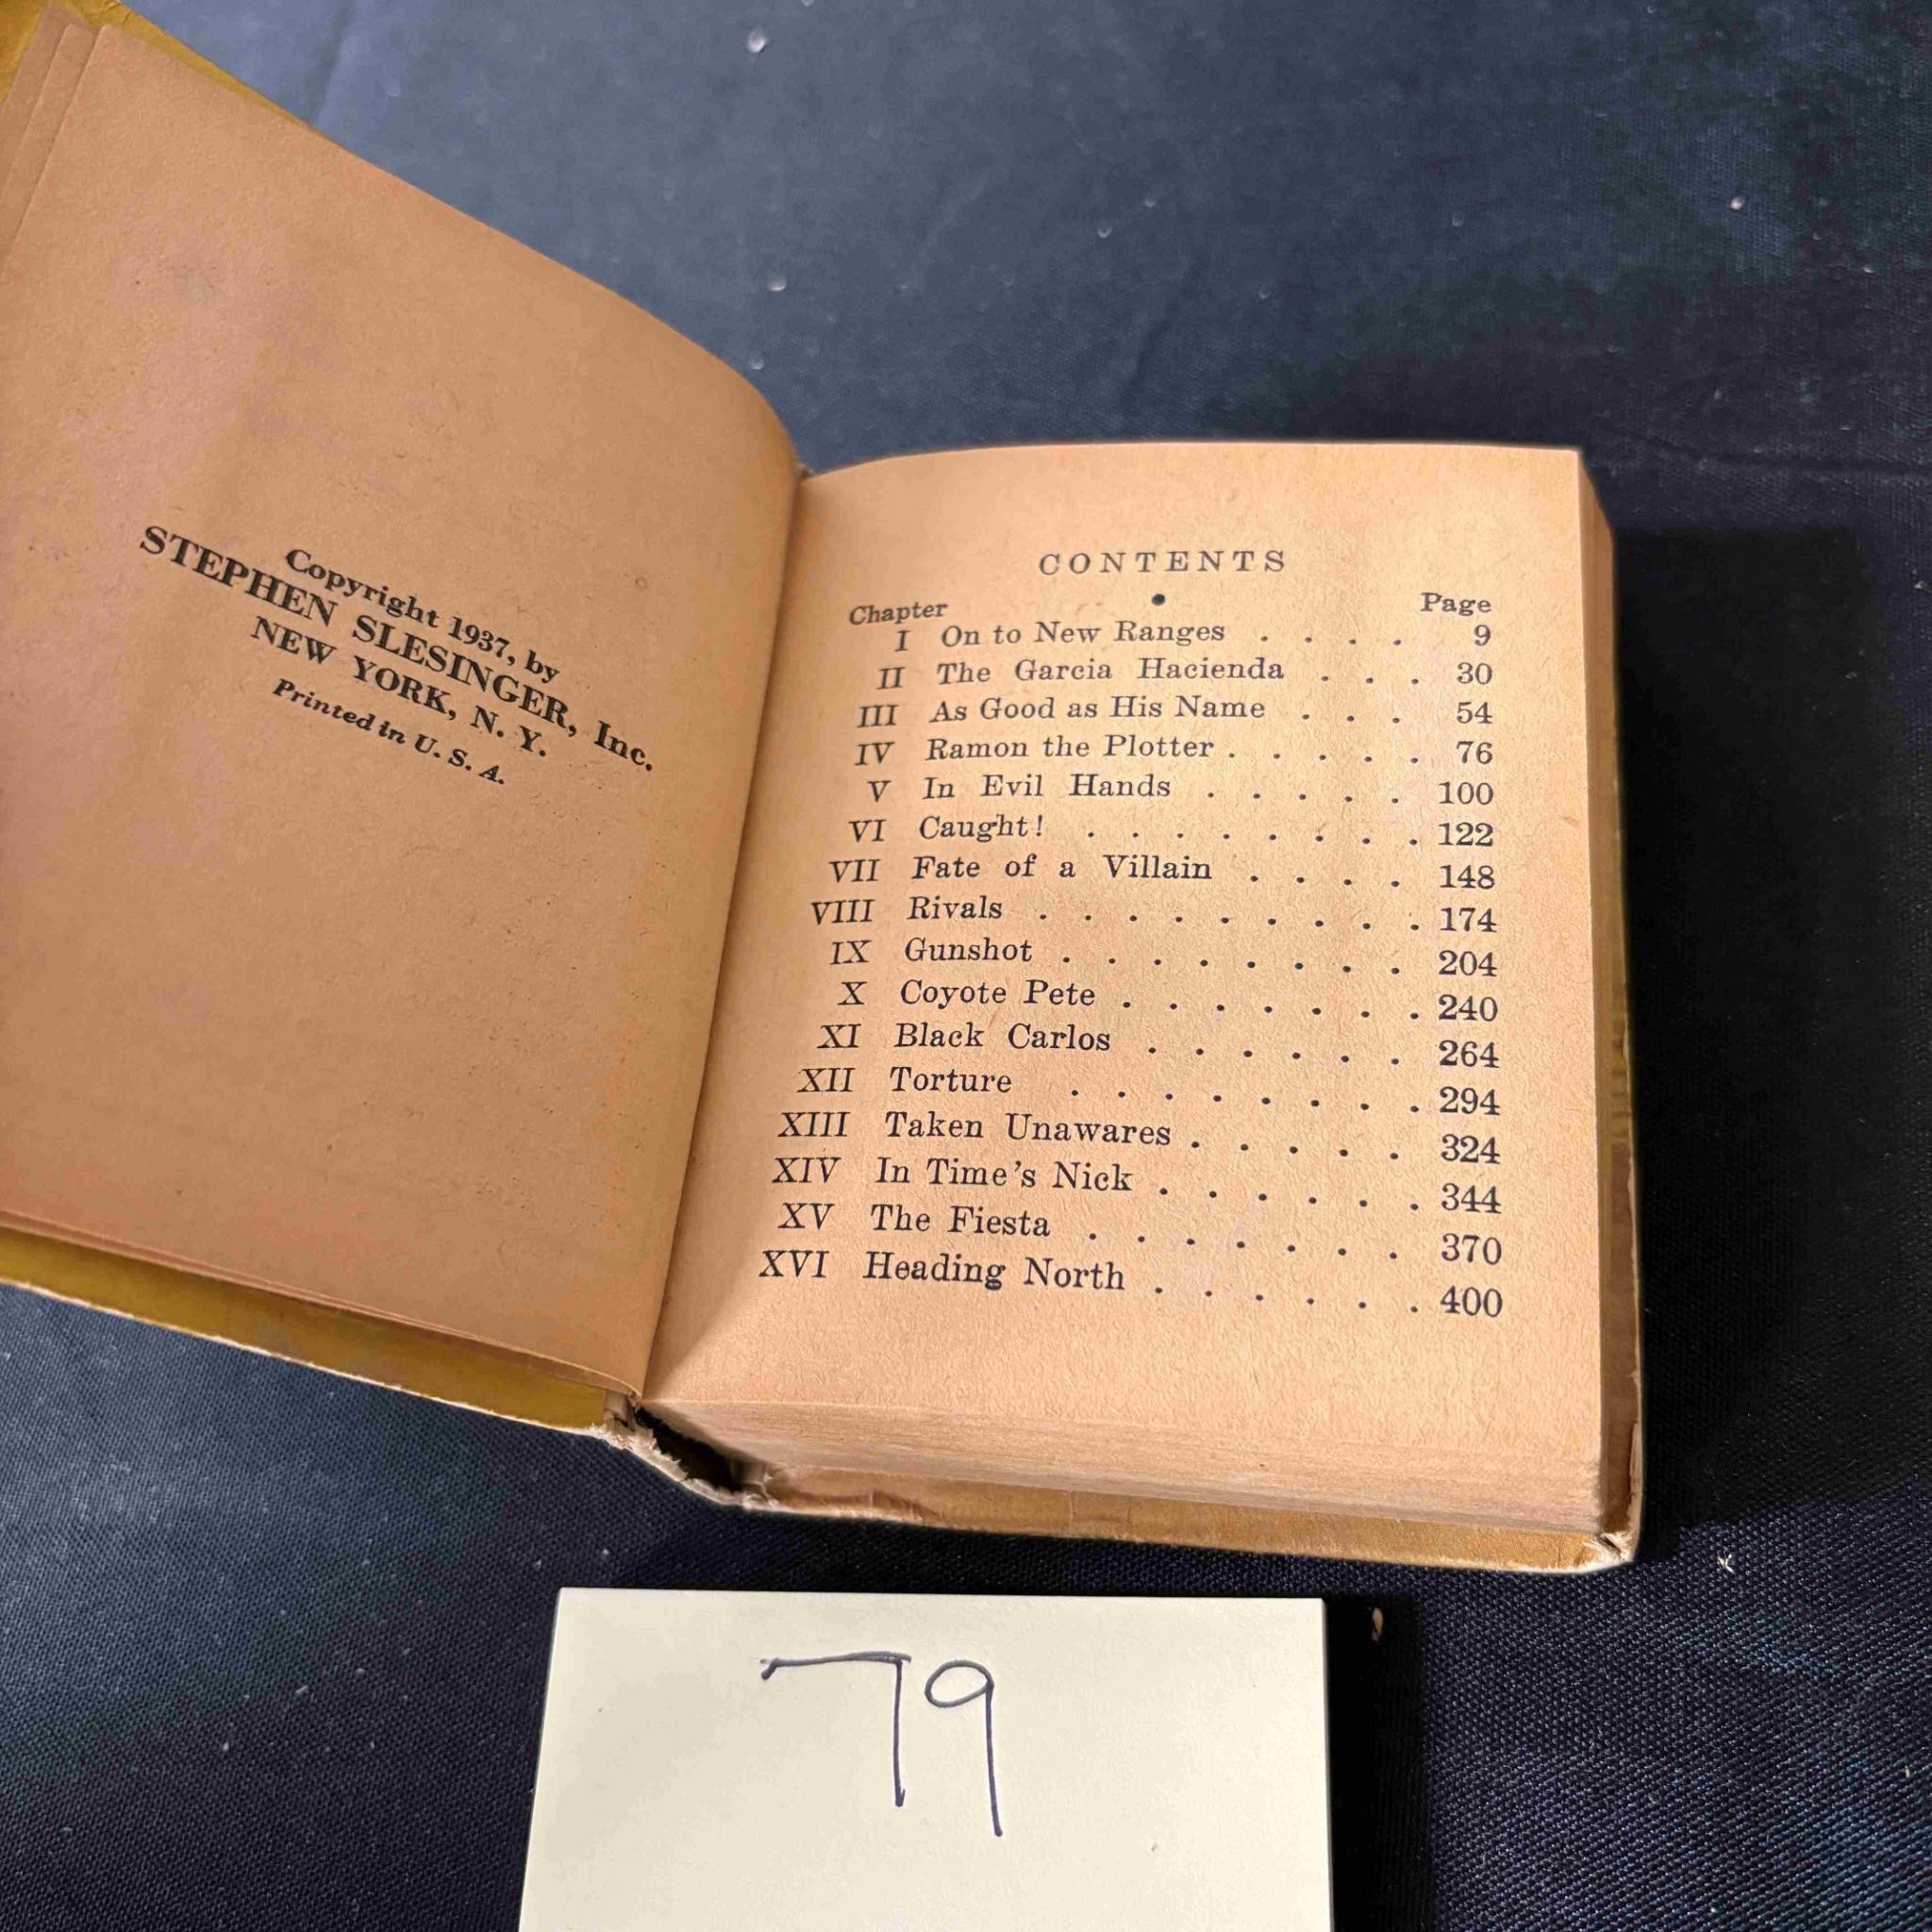 Copyright 1937, by
STEPHEN SLESINGER, Inc.
NEW YORK, N. Y.
Printed in U. S. A.
CONTENTS
Chapter Page
I On to New Ranges . . . . 9
II The Garcia Hacienda . . . 30
III As Good as His Name . . . 54
IV Ramon the Plotter . . . . . 76
V In Evil Hands . . . . . 100
VI Caught! . . . . . . . . 122
VII Fate of a Villain . . . . 148
VIII Rivals . . . . . . . . . 174
IX Gunshot . . . . . . . . 204
X Coyote Pete . . . . . . . 240
XI Black Carlos . . . . . . 264
XII Torture . . . . . . . . 294
XIII Taken Unawares . . . . . 324
XIV In Time's Nick . . . . . . 344
XV The Fiesta . . . . . . . 370
XVI Heading North . . . . . . 400
79